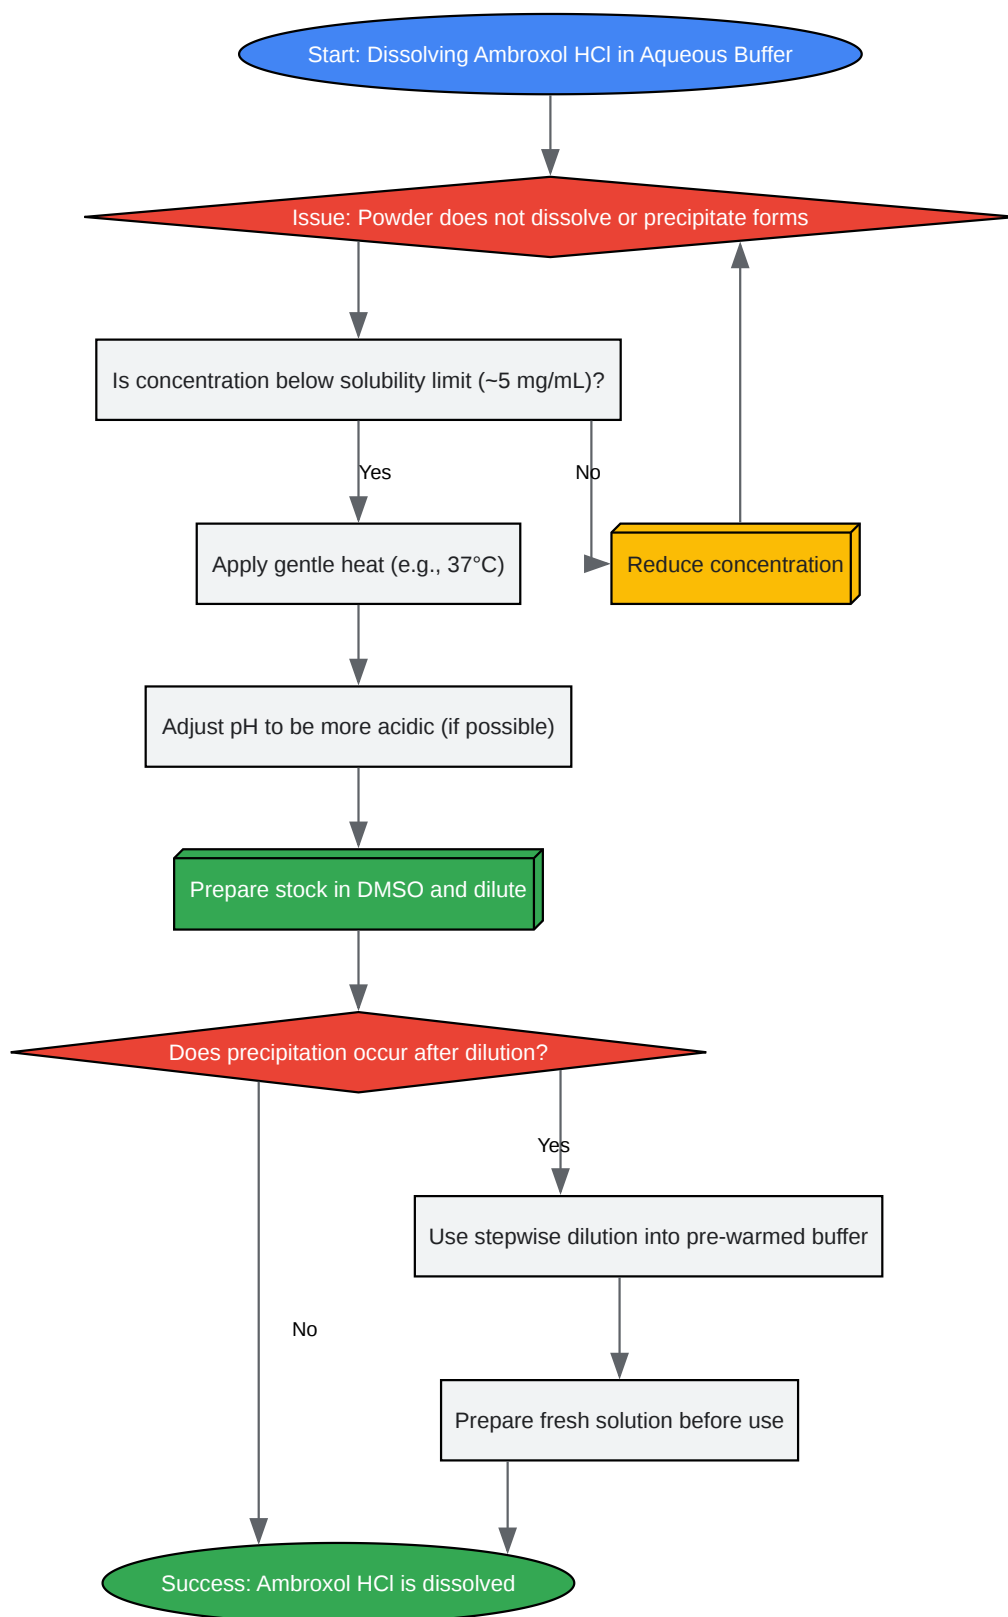 Start: Dissolving Ambroxol HCl in Aqueous Buffer
Issue: Powder does not dissolve or precipitate forms
Is concentration below solubility limit (~5 mg/mL)?
Yes
No
Apply gentle heat (e.g., 37°C)
Reduce concentration
Adjust pH to be more acidic (if possible)
Prepare stock in DMSO and dilute
Does precipitation occur after dilution?
Yes
Use stepwise dilution into pre-warmed buffer
No
Prepare fresh solution before use
Success: Ambroxol HCl is dissolved